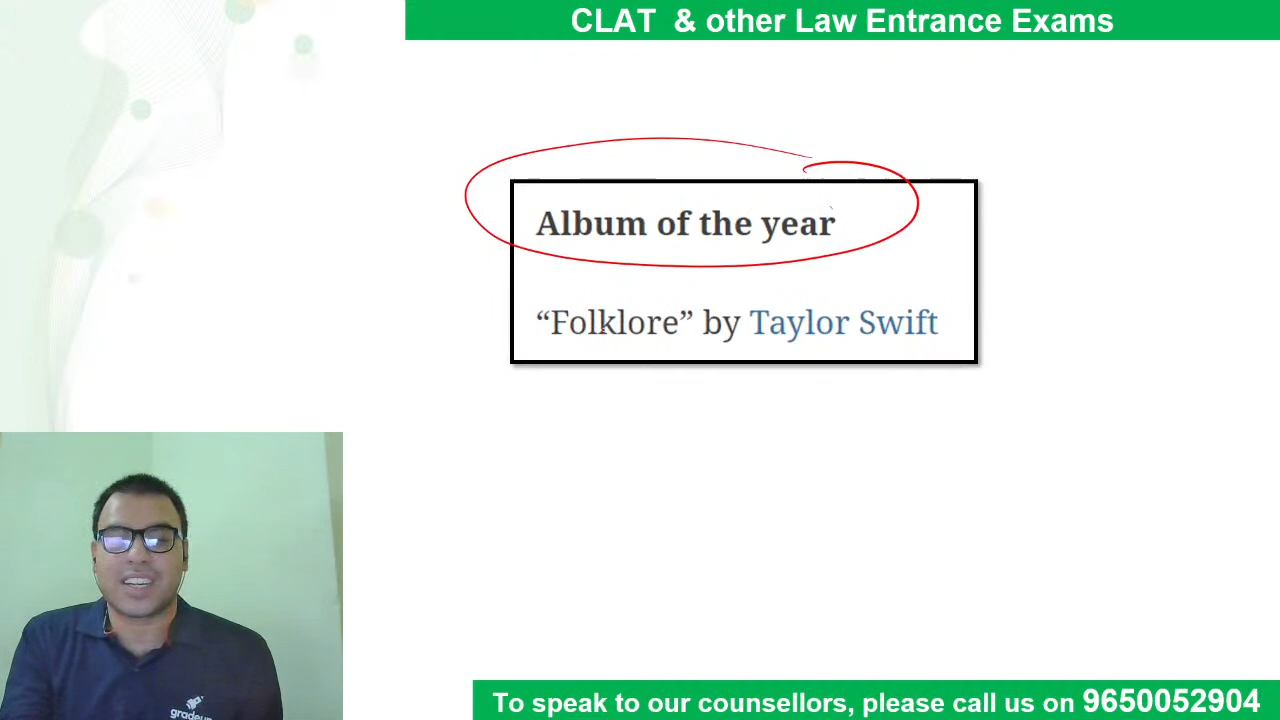 CLAT & other Law Entrance Exams
Album of the year
“Folklore” by Taylor Swift
To speak to our counsellors, please call us on 9650052904